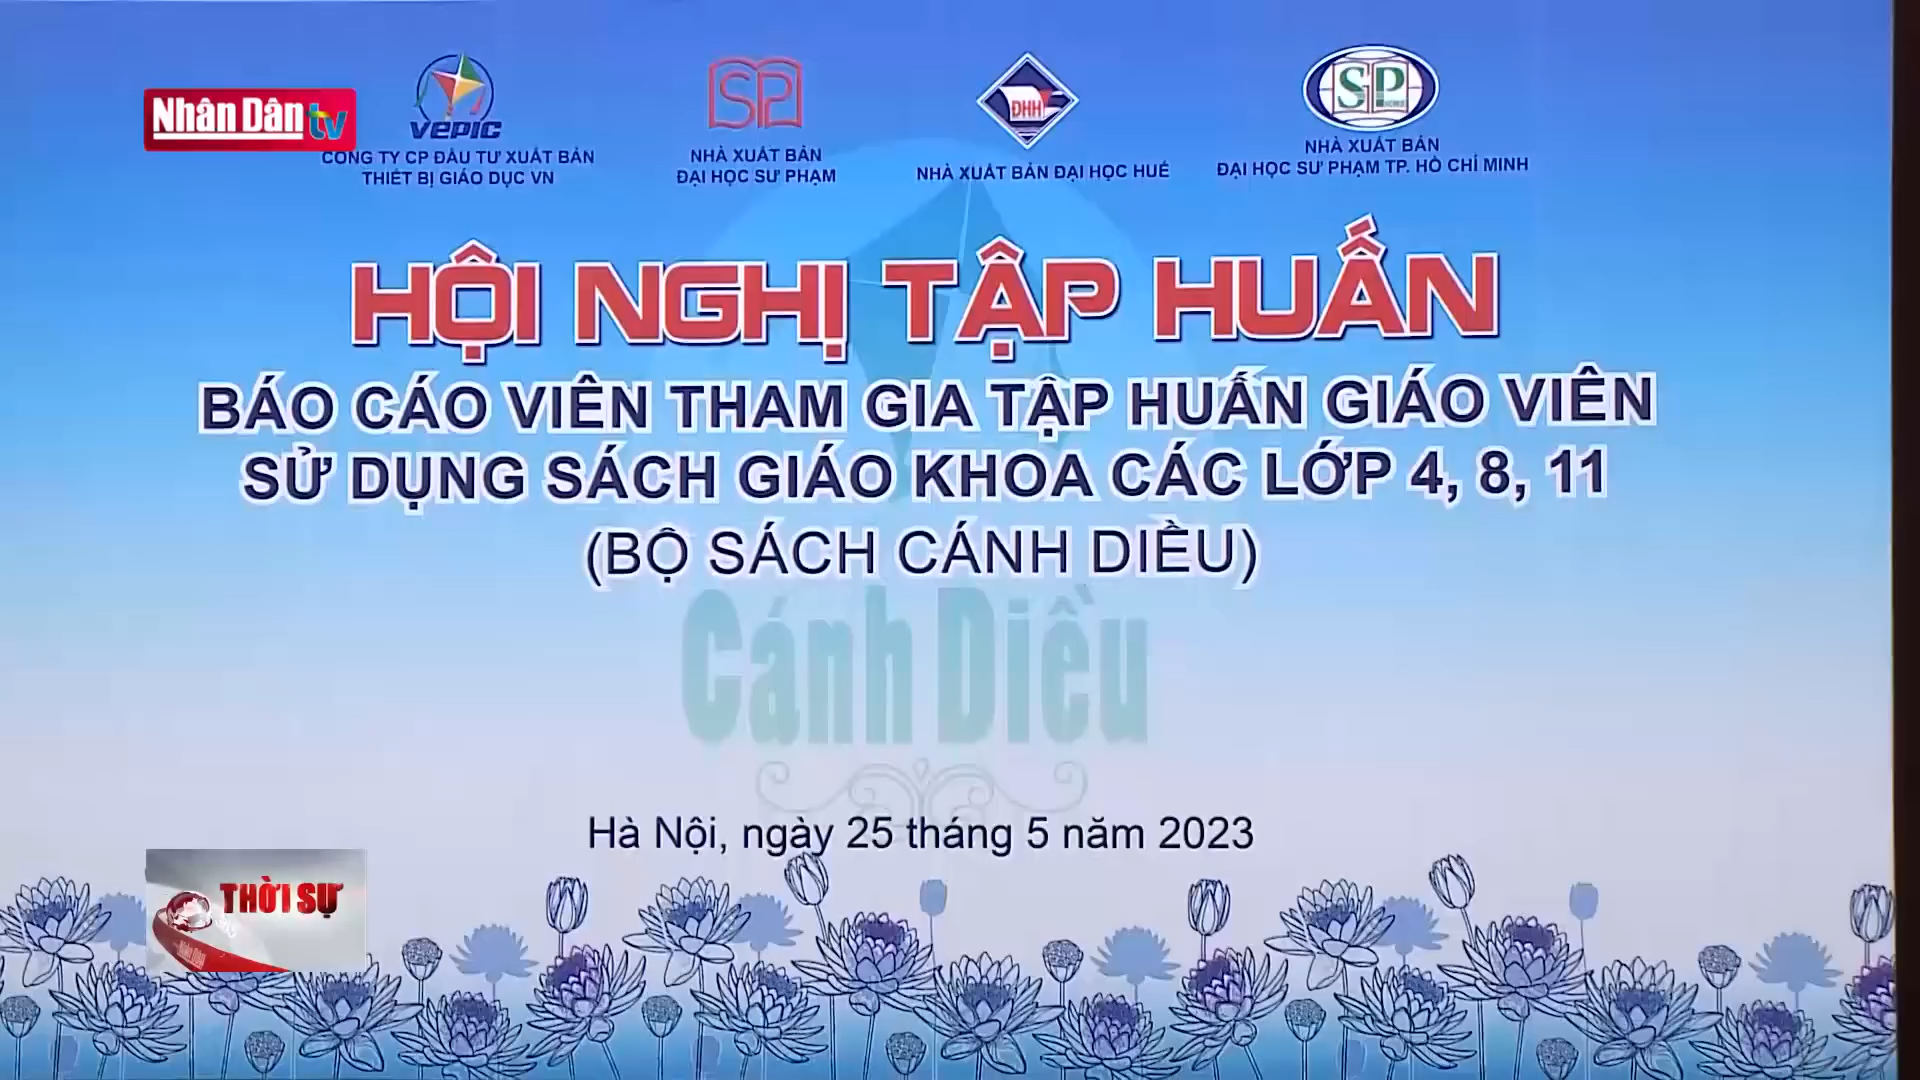 Nhân Dân tv
VEPIC
CÔNG TY CP ĐẦU TƯ XUẤT BẢN
THIẾT BỊ GIÁO DỤC VN
SP
NHÀ XUẤT BẢN
ĐẠI HỌC SƯ PHẠM
ĐHH
NHÀ XUẤT BẢN ĐẠI HỌC HUẾ
SP
NHÀ XUẤT BẢN
ĐẠI HỌC SƯ PHẠM TP. HỒ CHÍ MINH
HỘI NGHỊ TẬP HUẤN
BÁO CÁO VIÊN THAM GIA TẬP HUẤN GIÁO VIÊN
SỬ DỤNG SÁCH GIÁO KHOA CÁC LỚP 4, 8, 11
(BỘ SÁCH CÁNH DIỀU)
Cánh Diều
Hà Nội, ngày 25 tháng 5 năm 2023
THỜI SỰ